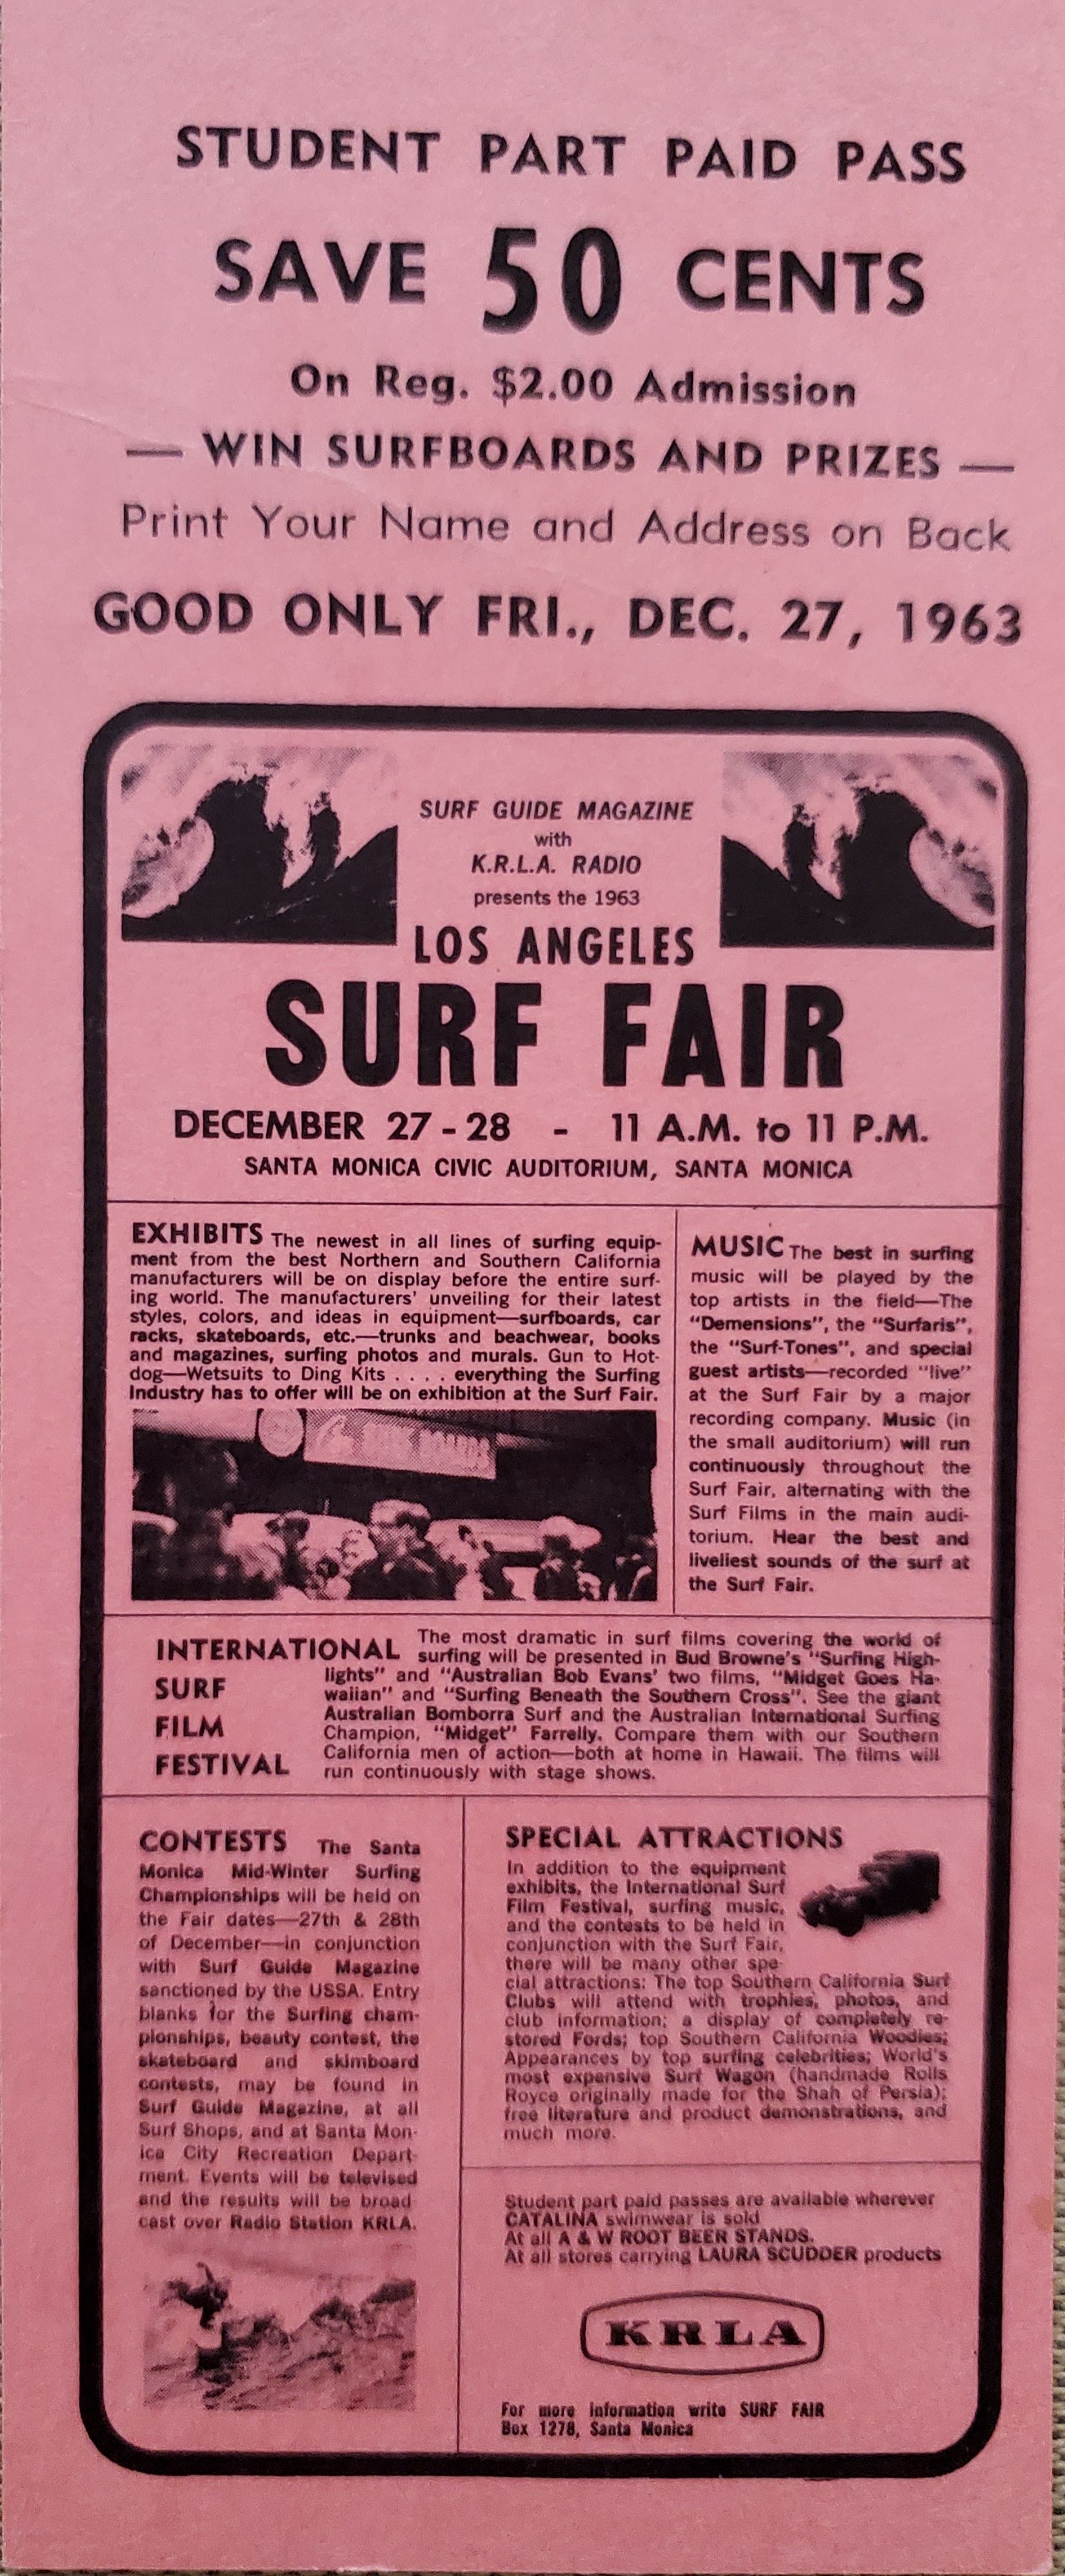 STUDENT PART PAID PASS
SAVE 50 CENTS
On Reg. $2.00 Admission
— WIN SURFBOARDS AND PRIZES —
Print Your Name and Address on Back
GOOD ONLY FRI., DEC. 27, 1963
SURF GUIDE MAGAZINE
with
K.R.L.A. RADIO
presents the 1963
LOS ANGELES
SURF FAIR
DECEMBER 27 - 28 - 11 A.M. to 11 P.M.
SANTA MONICA CIVIC AUDITORIUM, SANTA MONICA
EXHIBITS The newest in all lines of surfing equip-
ment from the best Northern and Southern California
manufacturers will be on display before the entire surf-
ing world. The manufacturers' unveiling for their latest
styles, colors, and ideas in equipment—surfboards, car
racks, skateboards, etc.—trunks and beachwear, books
and magazines, surfing photos and murals. Gun to Hot-
dog—Wetsuits to Ding Kits . . . . everything the Surfing
Industry has to offer will be on exhibition at the Surf Fair.
MUSIC The best in surfing
music will be played by the
top artists in the field—The
"Demensions", the "Surfaris",
the "Surf-Tones", and special
guest artists—recorded "live"
at the Surf Fair by a major
recording company. Music (in
the small auditorium) will run
continuously throughout the
Surf Fair, alternating with the
Surf Films in the main audi-
torium. Hear the best and
liveliest sounds of the surf at
the Surf Fair.
INTERNATIONAL
SURF
FILM
FESTIVAL
The most dramatic in surf films covering the world of
surfing will be presented in Bud Browne's "Surfing High-
lights" and "Australian Bob Evans' two films, "Midget Goes Ha-
waiian" and "Surfing Beneath the Southern Cross". See the giant
Australian Bomborra Surf and the Australian International Surfing
Champion, "Midget" Farrelly. Compare them with our Southern
California men of action—both at home in Hawaii. The films will
run continuously with stage shows.
CONTESTS The Santa
Monica Mid-Winter Surfing
Championships will be held on
the Fair dates—27th & 28th
of December—in conjunction
with Surf Guide Magazine
sanctioned by the USSA. Entry
blanks for the Surfing cham-
pionships, beauty contest, the
skateboard and skimboard
contests, may be found in
Surf Guide Magazine, at all
Surf Shops, and at Santa Mon-
ica City Recreation Depart-
ment. Events will be televised
and the results will be broad
cast over Radio Station KRLA.
SPECIAL ATTRACTIONS
In addition to the equipment
exhibits, the International Surf
Film Festival, surfing music,
and the contests to be held in
conjunction with the Surf Fair,
there will be many other spe-
cial attractions: The top Southern California Surf
Clubs will attend with trophies, photos, and
club information; a display of completely re-
stored Fords; top Southern California Woodies;
Appearances by top surfing celebrities; World's
most expensive Surf Wagon (handmade Rolls
Royce originally made for the Shah of Persia);
free literature and product demonstrations, and
much more.
Student part paid passes are available wherever
CATALINA swimwear is sold
At all A & W ROOT BEER STANDS.
At all stores carrying LAURA SCUDDER products
KRLA
For more information write SURF FAIR
Box 1278, Santa Monica